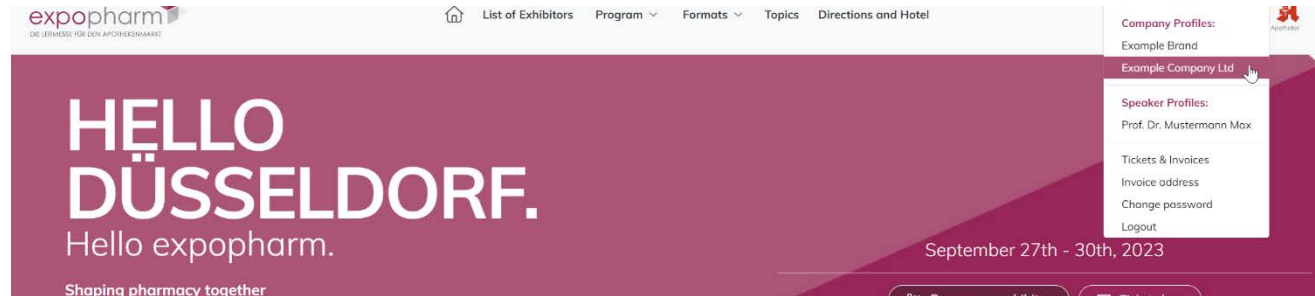 expopharm
DIE LEITMESSE FÜR DEN APOTHEKENMARKT
List of Exhibitors Program Formats Topics Directions and Hotel
Apotheker
Company Profiles:
Example Brand
Example Company Ltd
Speaker Profiles:
Prof. Dr. Mustermann Max
Tickets & Invoices
Invoice address
Change password
Logout
HELLO
DÜSSELDORF.
Hello expopharm.
September 27th - 30th, 2023
Shaping pharmacy together